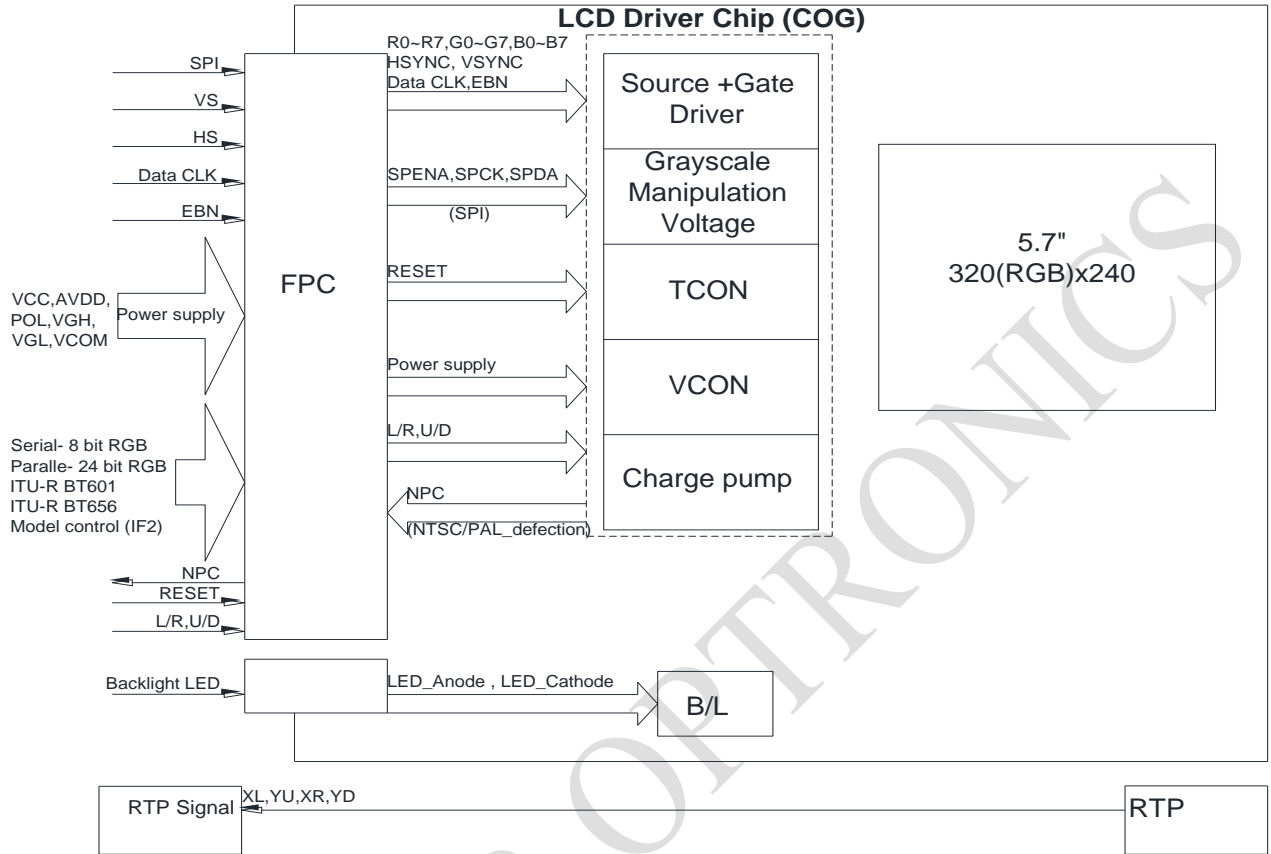 LCD Driver Chip (COG)
SPI
VS
HS
Data CLK
EBN
VCC,AVDD,
POL,VGH,
VGL,VCOM
Power supply
Serial- 8 bit RGB
Paralle- 24 bit RGB
ITU-R BT601
ITU-R BT656
Model control (IF2)
NPC
RESET
L/R,U/D
FPC
R0~R7,G0~G7,B0~B7
HSYNC, VSYNC
Data CLK,EBN
SPENA,SPCK,SPDA
(SPI)
RESET
Power supply
L/R,U/D
NPC
(NTSC/PAL_defection)
Source +Gate
Driver
Grayscale
Manipulation
Voltage
TCON
VCON
Charge pump
5.7"
320(RGB)x240
Backlight LED
LED_Anode , LED_Cathode
B/L
RTP Signal
XL,YU,XR,YD
RTP
OPTRONICS